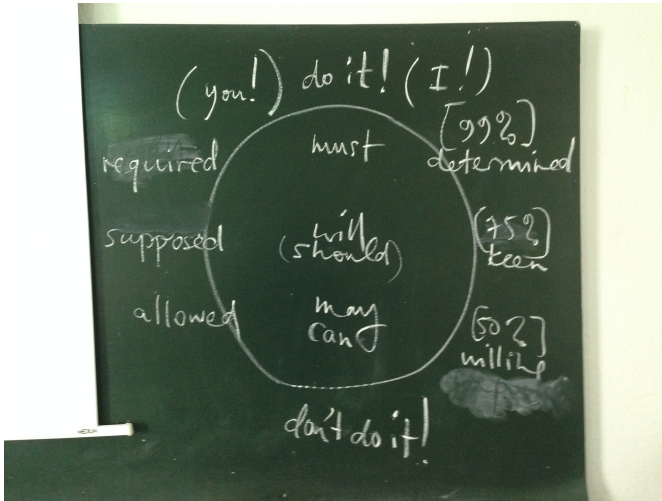 (you!) do it! (I!)
[99%]
required must determined
supposed will [75%]
(should) keen
allowed may [50%]
can willing
don't do it!